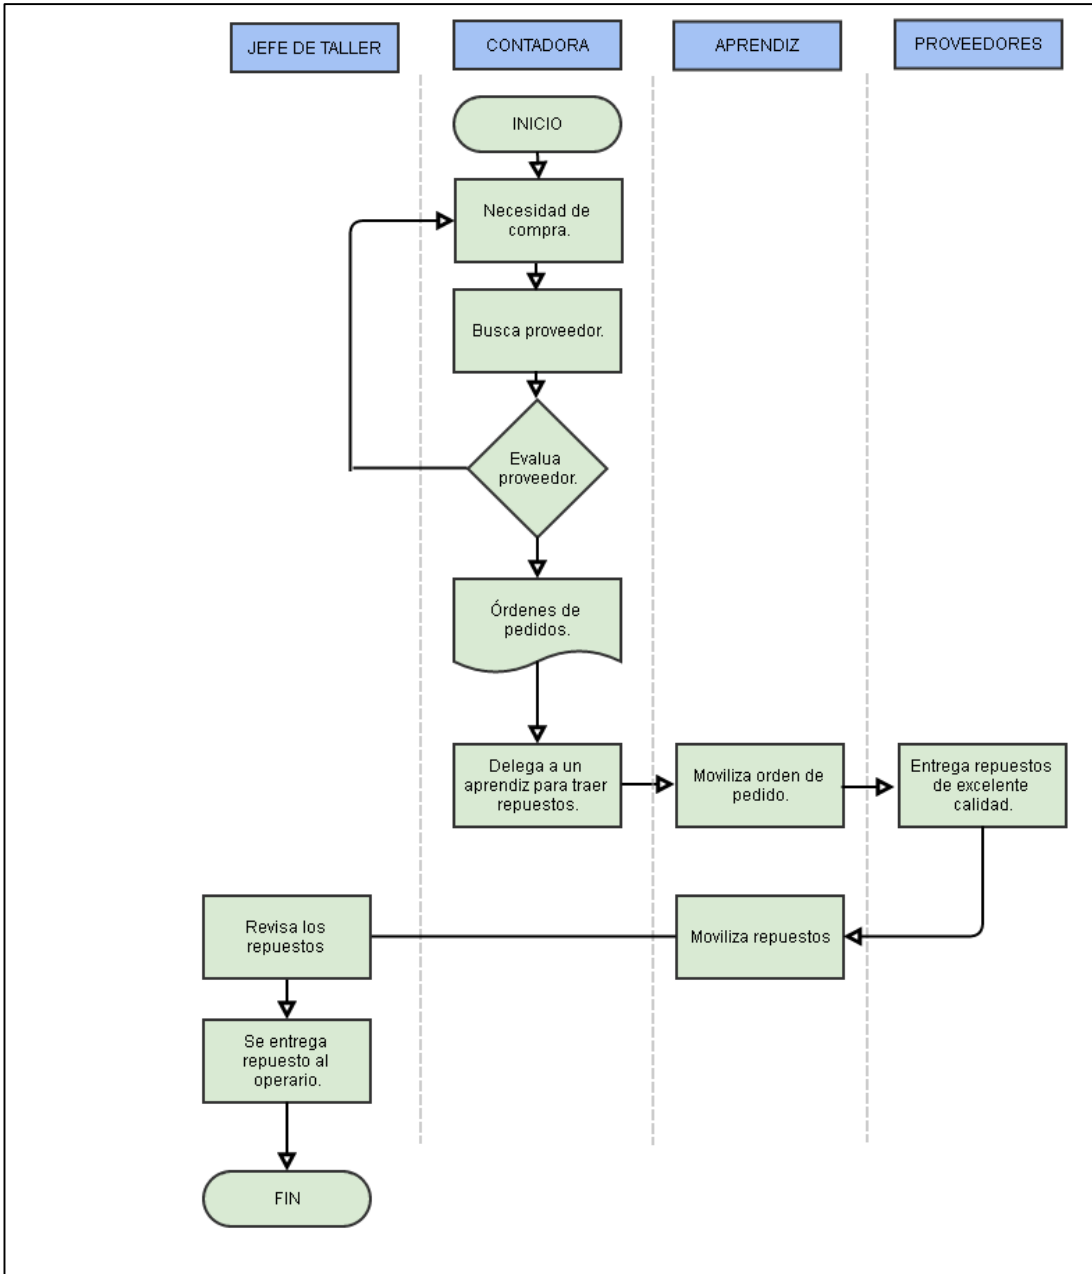 JEFE DE TALLER
CONTADORA
APRENDIZ
PROVEEDORES
INICIO
Necesidad de
compra.
Busca proveedor.
Evalua
proveedor.
Órdenes de
pedidos.
Delega a un
aprendiz para traer
repuestos.
Moviliza orden de
pedido.
Entrega repuestos
de excelente
calidad.
Revisa los
repuestos
Moviliza repuestos
Se entrega
repuesto al
operario.
FIN